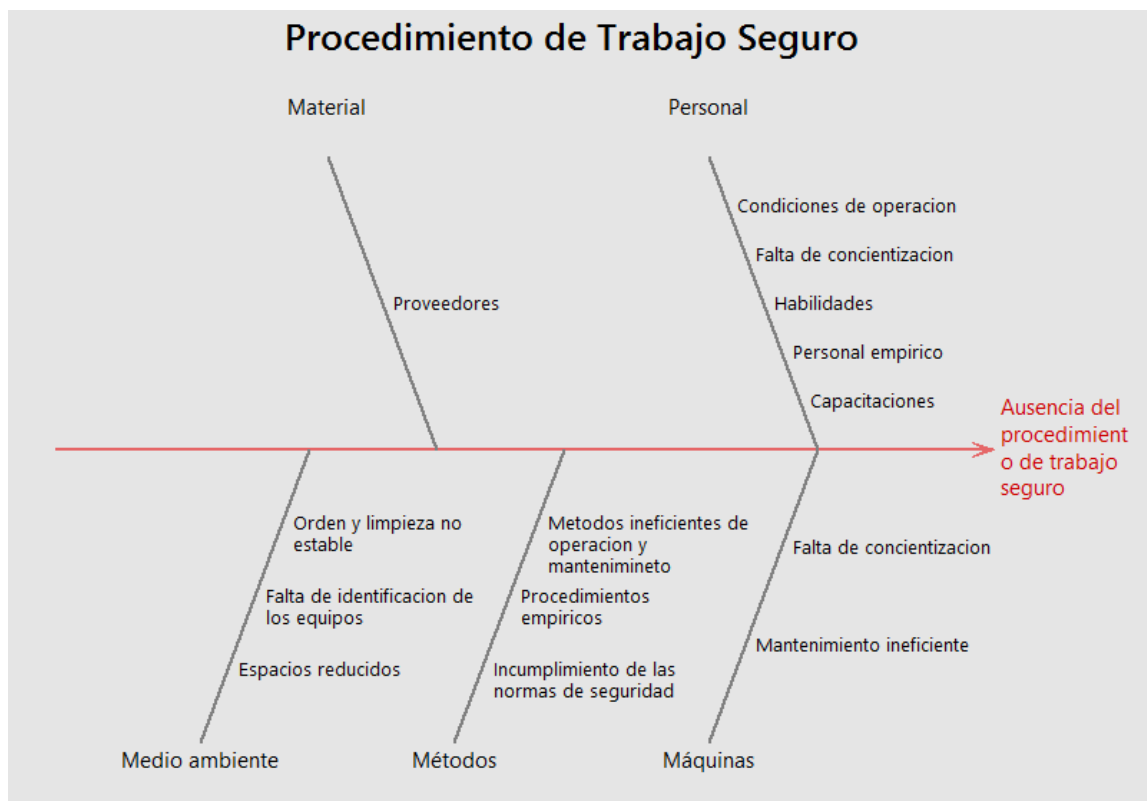 Procedimiento de Trabajo Seguro
Material
Personal
Condiciones de operacion
Falta de concientizacion
Proveedores
Habilidades
Personal empirico
Capacitaciones
Ausencia del
procedimient
o de trabajo
seguro
Orden y limpieza no
estable
Falta de identificacion de
los equipos
Espacios reducidos
Metodos ineficientes de
operacion y
mantenimineto
Procedimientos
empiricos
Incumplimiento de las
normas de seguridad
Falta de concientizacion
Mantenimiento ineficiente
Medio ambiente
Métodos
Máquinas